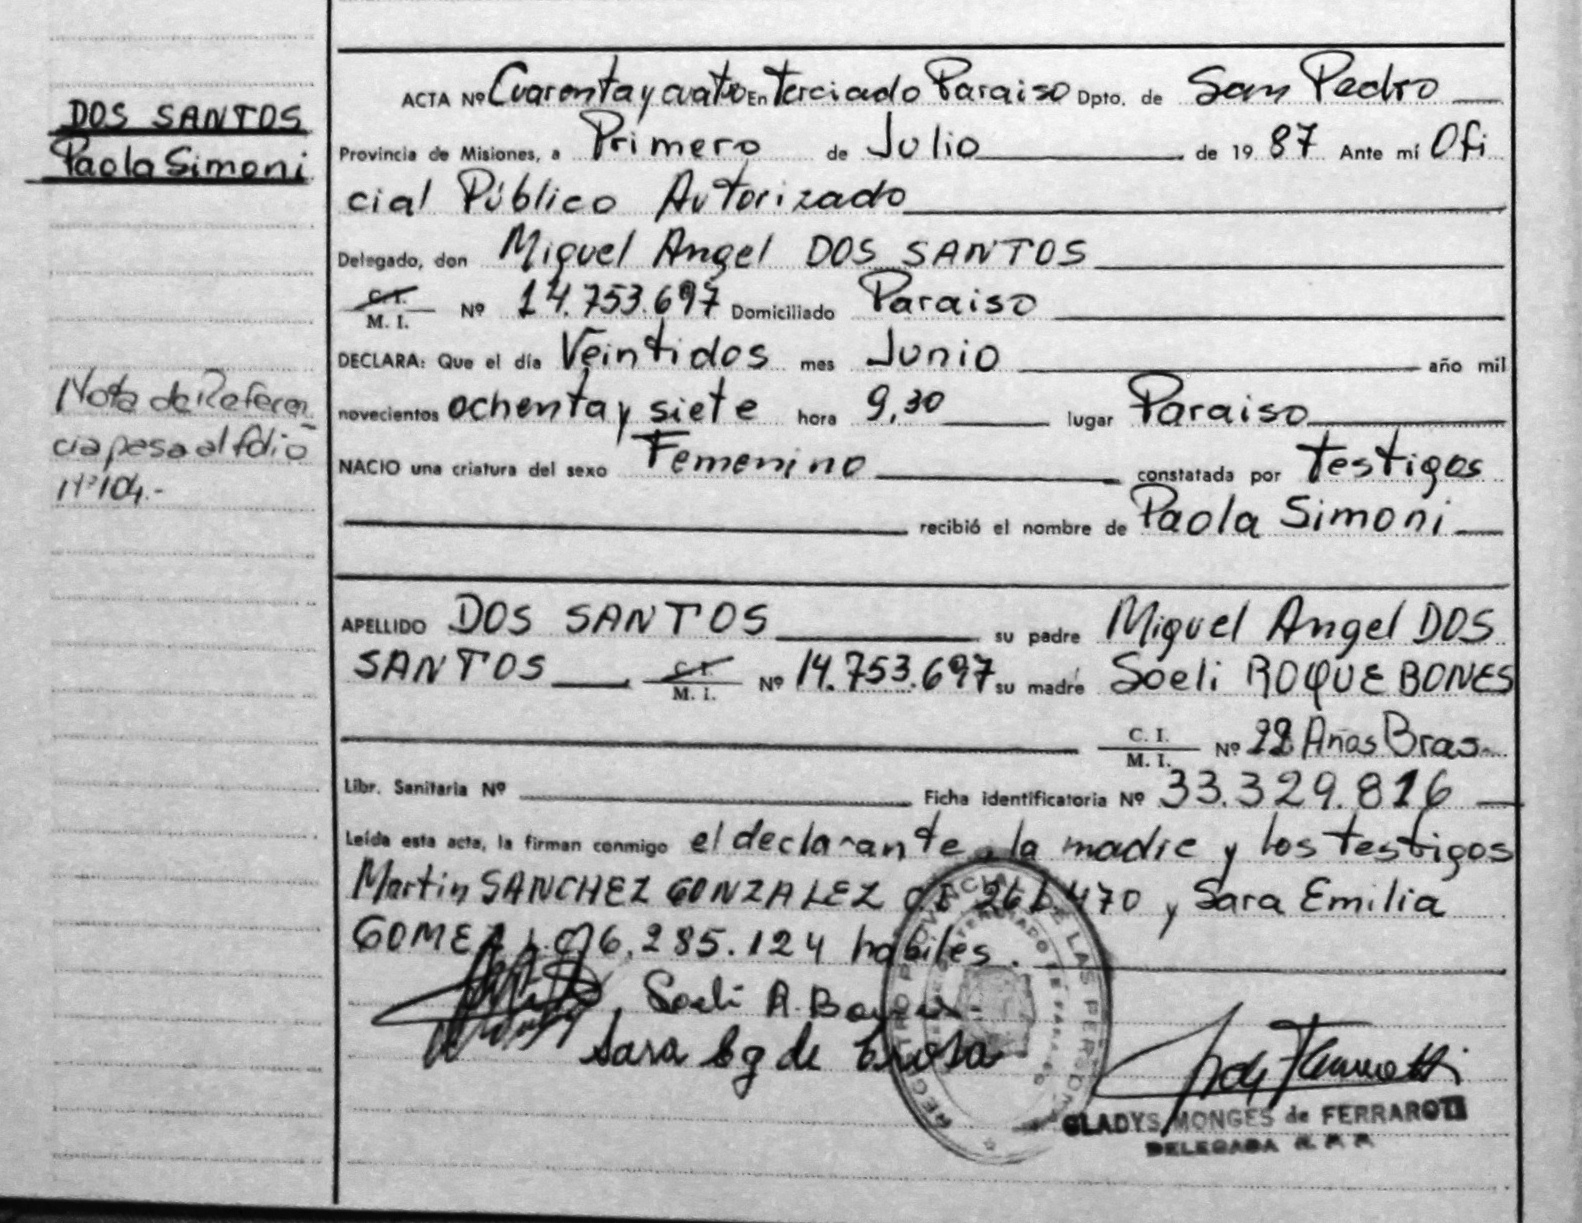 DOS SANTOS
Paola Simoni
Nota de Referen
cia pasa al folio
Nº 104.-
ACTA Nº Cuarenta y cuatro En Terciado Paraiso Dpto. de San Pedro
Provincia de Misiones, a Primero de Julio de 19 87 Ante mí Ofi
cial Público Autorizado
Delegado, don Miguel Angel DOS SANTOS
C. I.
M. I. Nº 14.753.697 Domiciliado Paraiso
DECLARA: Que el día Veintidos mes Junio año mil
novecientos ochenta y siete hora 9,30 lugar Paraiso
NACIO una criatura del sexo Femenino constatada por testigos
recibió el nombre de Paola Simoni
APELLIDO DOS SANTOS su padre Miguel Angel DOS
SANTOS C. I. M. I. Nº 14.753.697 su madre Soeli ROQUE BONES
C. I.
M. I. Nº 22 Años Bras.
Libr. Sanitaria Nº Ficha identificatoria Nº 33.329.816
Leída esta acta, la firman conmigo el declarante, la madre y los testigos
Martin SANCHEZ GONZALEZ y Sara Emilia
GOMEZ 6.285.124 habiles.
Soeli R. Bones
Sara de
REGISTRO PROVINCIAL DE LAS PERSONAS
GLADYS MONGES de FERRAROTI
DELEGADA R. P. P.